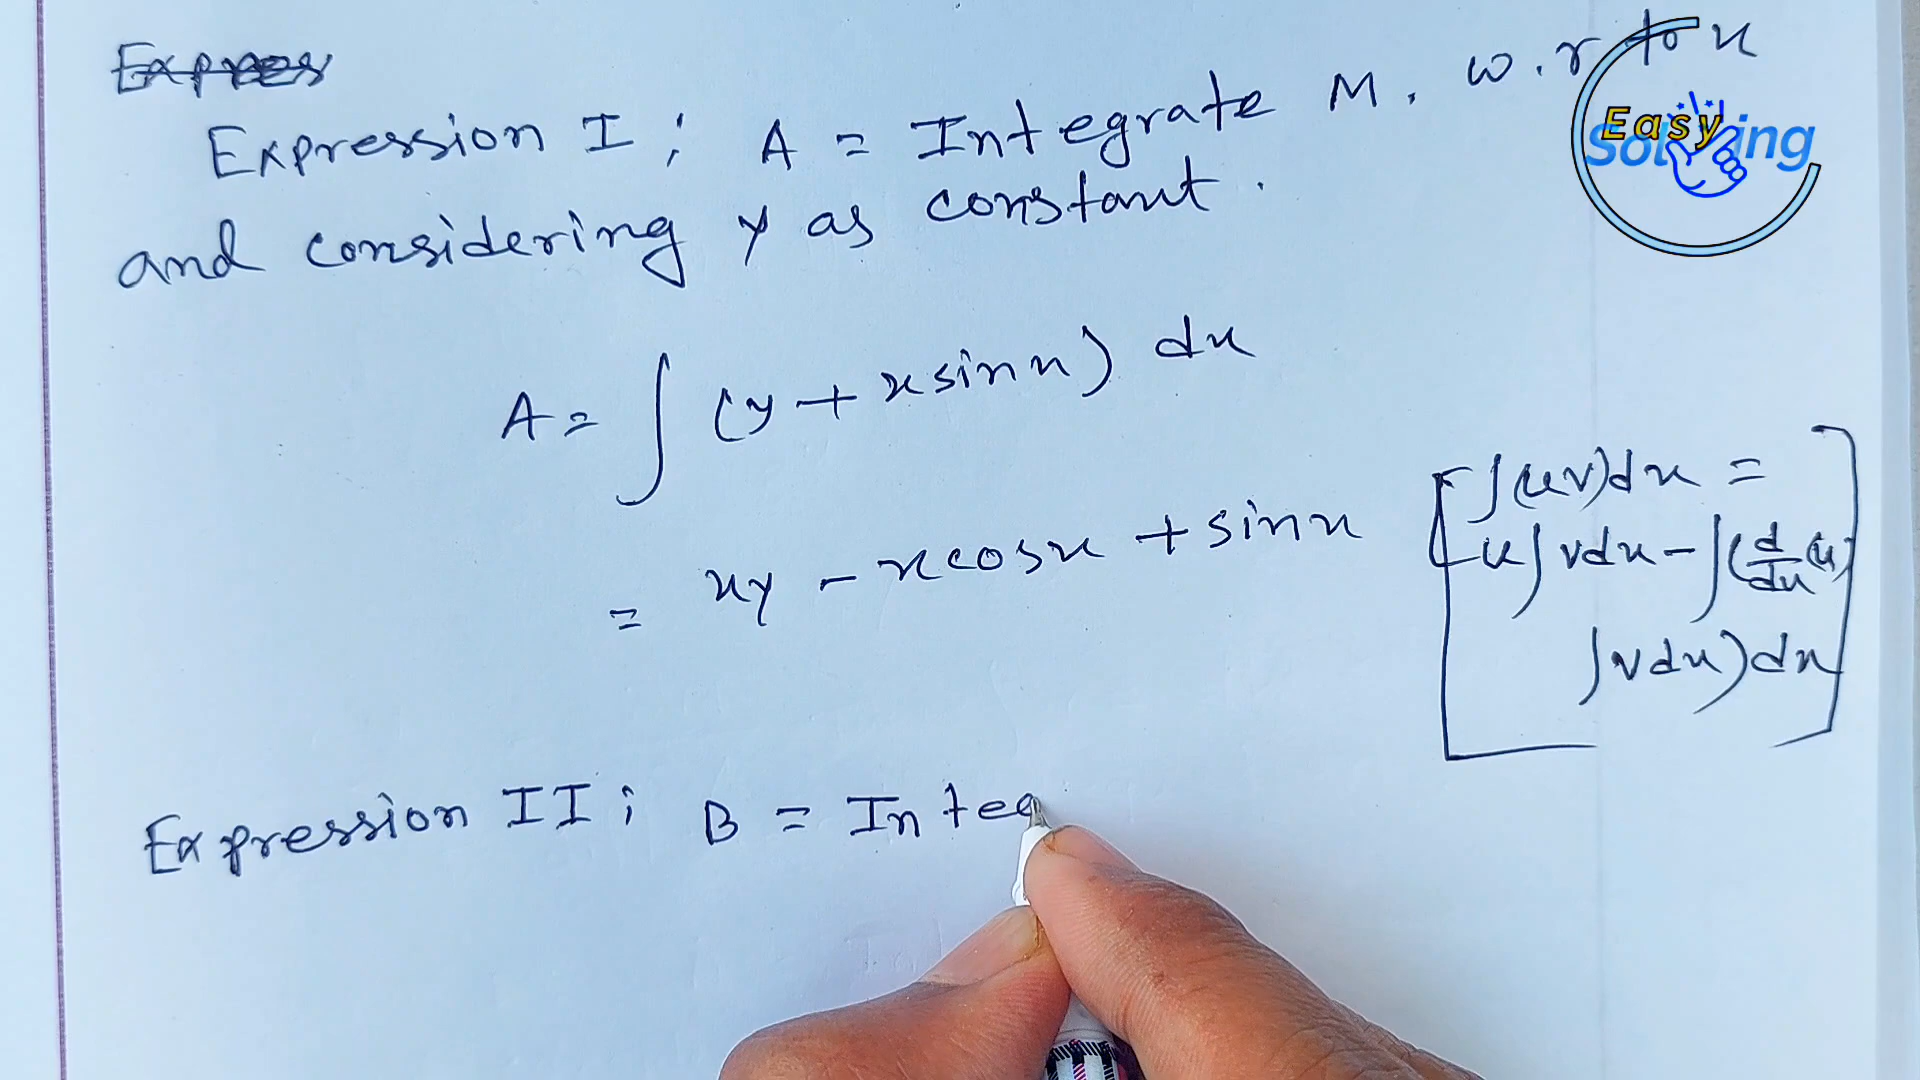 Expres
Expression I ; A = Integrate M. w.r to x
and considering y as constant.
Easy
Solving
A = ∫ (y + x sin x) dx
= xy - x cos x + sin x
[ ∫(uv)dx =
u∫vdx - ∫(d/dx (u)
∫vdx)dx ]
Expression II ; B = Integ